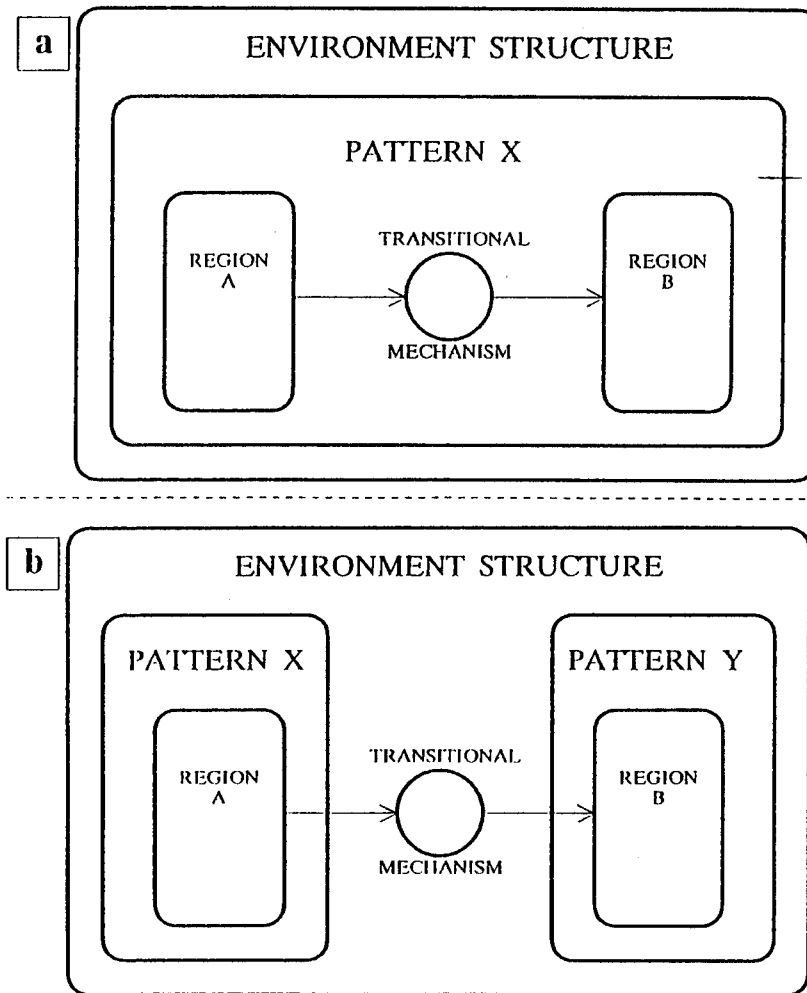 a
ENVIRONMENT STRUCTURE
PATTERN X
TRANSITIONAL
REGION
A
REGION
B
MECHANISM
b
ENVIRONMENT STRUCTURE
PATTERN X
PATTERN Y
TRANSITIONAL
REGION
A
REGION
B
MECHANISM